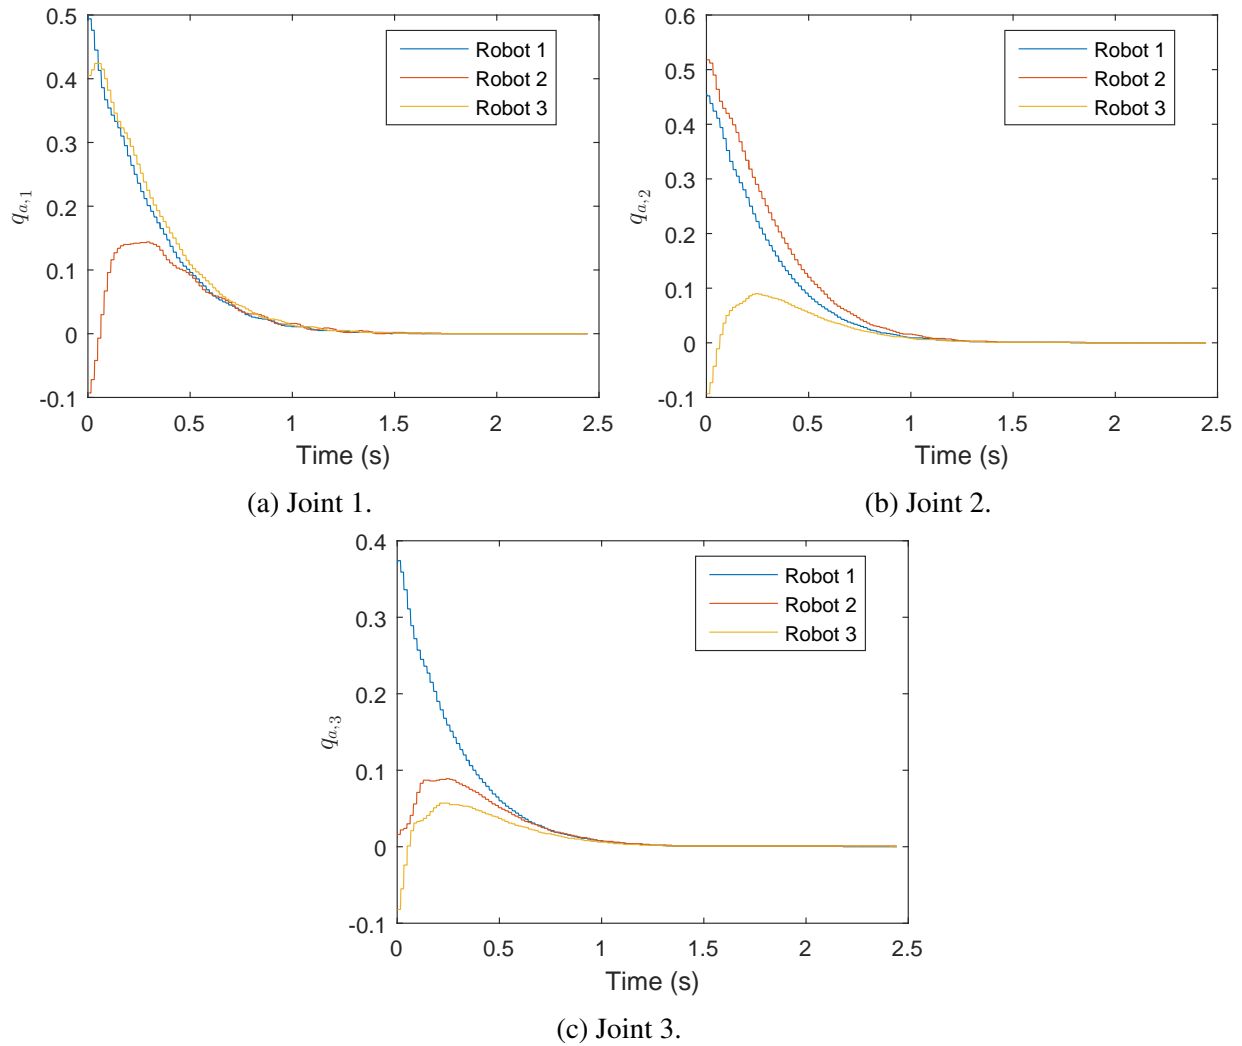 0.5
0.4
0.3
0.2
0.1
0
-0.1
q_{a,1}
Robot 1
Robot 2
Robot 3
0 0.5 1 1.5 2 2.5
Time (s)
(a) Joint 1.
0.6
0.5
0.4
0.3
0.2
0.1
0
-0.1
q_{a,2}
Robot 1
Robot 2
Robot 3
0 0.5 1 1.5 2 2.5
Time (s)
(b) Joint 2.
0.4
0.3
0.2
0.1
0
-0.1
q_{a,3}
Robot 1
Robot 2
Robot 3
0 0.5 1 1.5 2 2.5
Time (s)
(c) Joint 3.